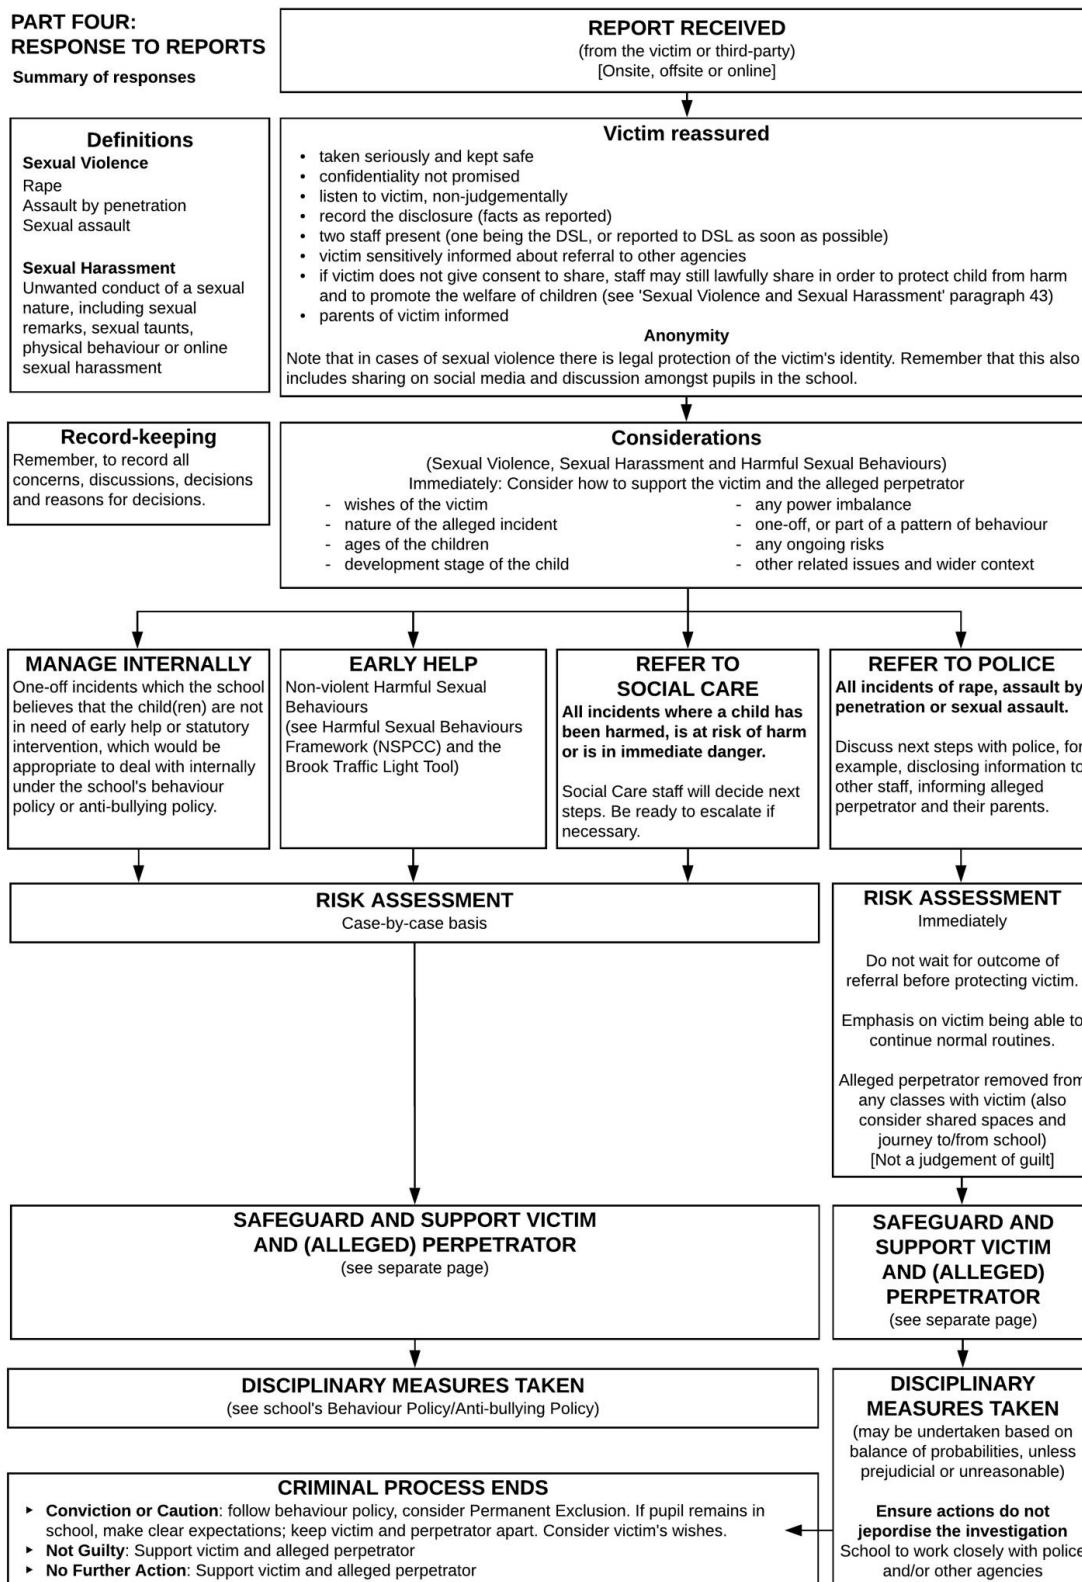 PART FOUR:
RESPONSE TO REPORTS
Summary of responses
REPORT RECEIVED
(from the victim or third-party)
[Onsite, offsite or online]
Definitions
Sexual Violence
Rape
Assault by penetration
Sexual assault
Sexual Harassment
Unwanted conduct of a sexual
nature, including sexual
remarks, sexual taunts,
physical behaviour or online
sexual harassment
Victim reassured
• taken seriously and kept safe
• confidentiality not promised
• listen to victim, non-judgementally
• record the disclosure (facts as reported)
• two staff present (one being the DSL, or reported to DSL as soon as possible)
• victim sensitively informed about referral to other agencies
• if victim does not give consent to share, staff may still lawfully share in order to protect child from harm
and to promote the welfare of children (see 'Sexual Violence and Sexual Harassment' paragraph 43)
• parents of victim informed
Anonymity
Note that in cases of sexual violence there is legal protection of the victim's identity. Remember that this also
includes sharing on social media and discussion amongst pupils in the school.
Record-keeping
Remember, to record all
concerns, discussions, decisions
and reasons for decisions.
Considerations
(Sexual Violence, Sexual Harassment and Harmful Sexual Behaviours)
Immediately: Consider how to support the victim and the alleged perpetrator
- wishes of the victim
- nature of the alleged incident
- ages of the children
- development stage of the child
- any power imbalance
- one-off, or part of a pattern of behaviour
- any ongoing risks
- other related issues and wider context
MANAGE INTERNALLY
One-off incidents which the school
believes that the child(ren) are not
in need of early help or statutory
intervention, which would be
appropriate to deal with internally
under the school's behaviour
policy or anti-bullying policy.
EARLY HELP
Non-violent Harmful Sexual
Behaviours
(see Harmful Sexual Behaviours
Framework (NSPCC) and the
Brook Traffic Light Tool)
REFER TO
SOCIAL CARE
All incidents where a child has
been harmed, is at risk of harm
or is in immediate danger.
Social Care staff will decide next
steps. Be ready to escalate if
necessary.
REFER TO POLICE
All incidents of rape, assault by
penetration or sexual assault.
Discuss next steps with police, for
example, disclosing information to
other staff, informing alleged
perpetrator and their parents.
RISK ASSESSMENT
Case-by-case basis
RISK ASSESSMENT
Immediately
Do not wait for outcome of
referral before protecting victim.
Emphasis on victim being able to
continue normal routines.
Alleged perpetrator removed from
any classes with victim (also
consider shared spaces and
journey to/from school)
[Not a judgement of guilt]
SAFEGUARD AND SUPPORT VICTIM
AND (ALLEGED) PERPETRATOR
(see separate page)
SAFEGUARD AND
SUPPORT VICTIM
AND (ALLEGED)
PERPETRATOR
(see separate page)
DISCIPLINARY MEASURES TAKEN
(see school's Behaviour Policy/Anti-bullying Policy)
DISCIPLINARY
MEASURES TAKEN
(may be undertaken based on
balance of probabilities, unless
prejudicial or unreasonable)
Ensure actions do not
jepordise the investigation
School to work closely with police
and/or other agencies
CRIMINAL PROCESS ENDS
‣ Conviction or Caution: follow behaviour policy, consider Permanent Exclusion. If pupil remains in
school, make clear expectations; keep victim and perpetrator apart. Consider victim's wishes.
‣ Not Guilty: Support victim and alleged perpetrator
‣ No Further Action: Support victim and alleged perpetrator